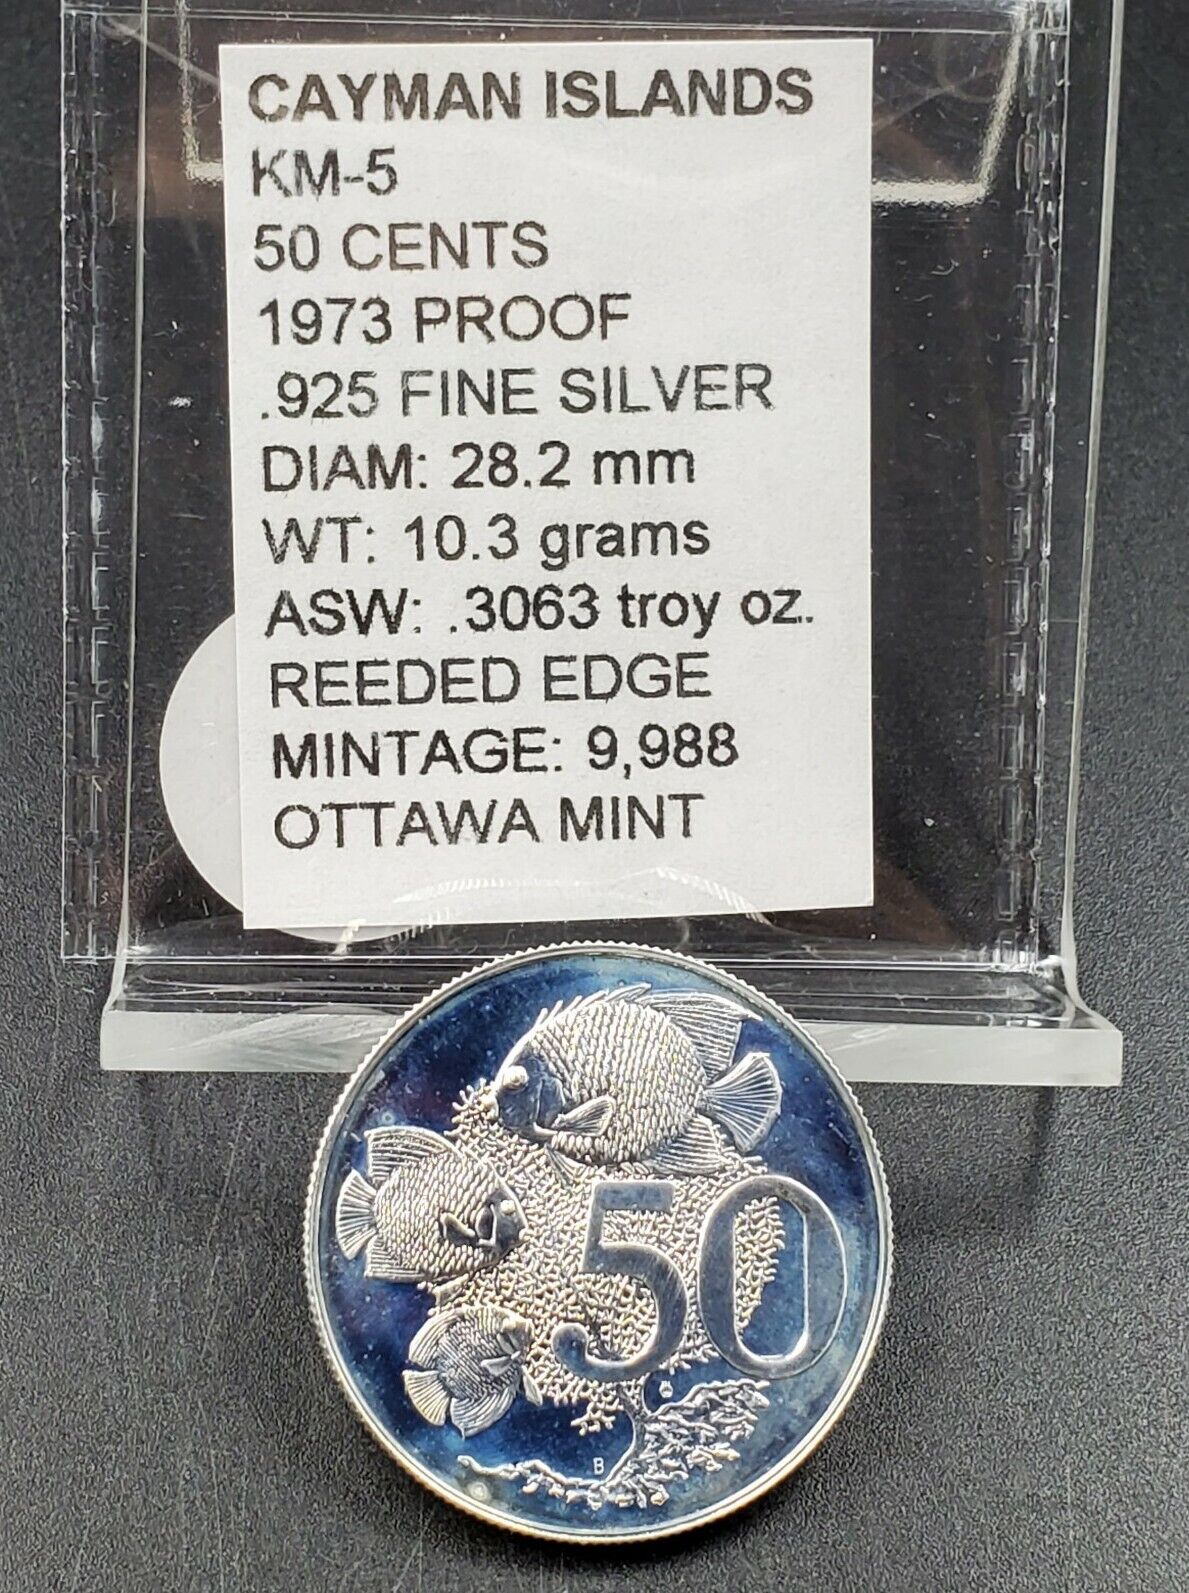 CAYMAN ISLANDS
KM-5
50 CENTS
1973 PROOF
.925 FINE SILVER
DIAM: 28.2 mm
WT: 10.3 grams
ASW: .3063 troy oz.
REEDED EDGE
MINTAGE: 9,988
OTTAWA MINT
50
B